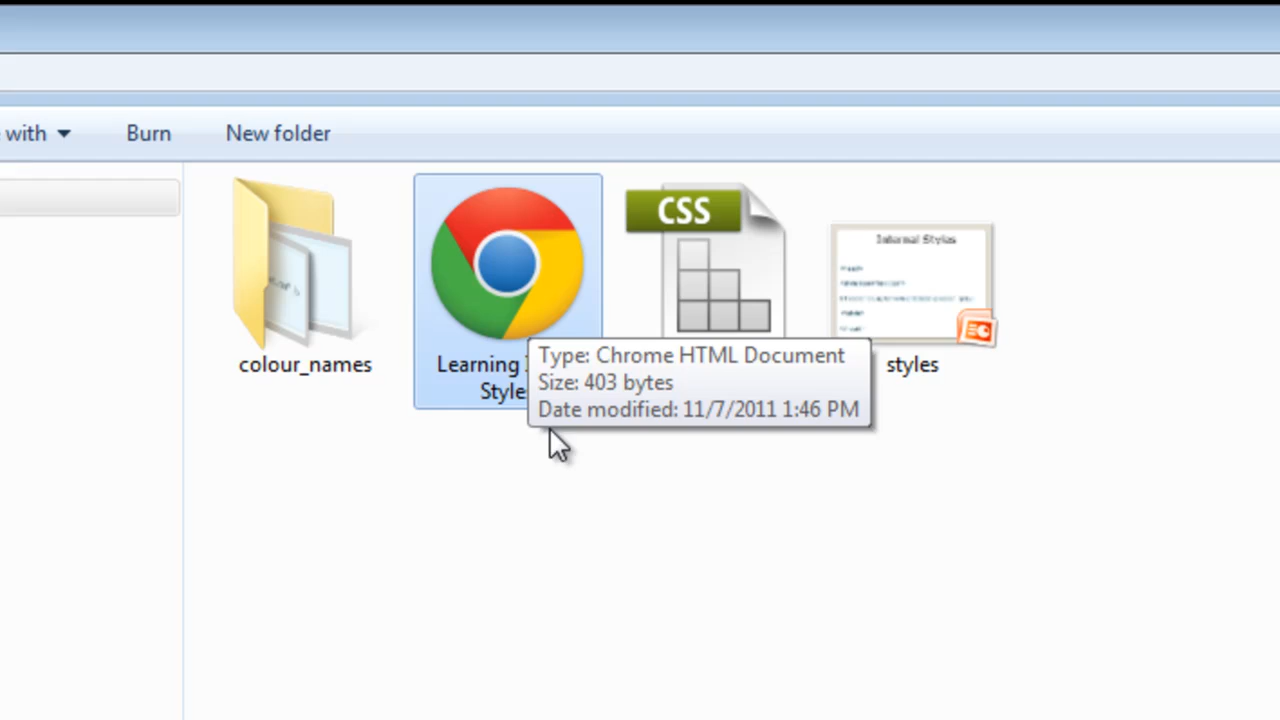 with
Burn
New folder
CSS
Internal Styles
colour_names
Learning
Style
styles
Type: Chrome HTML Document
Size: 403 bytes
Date modified: 11/7/2011 1:46 PM